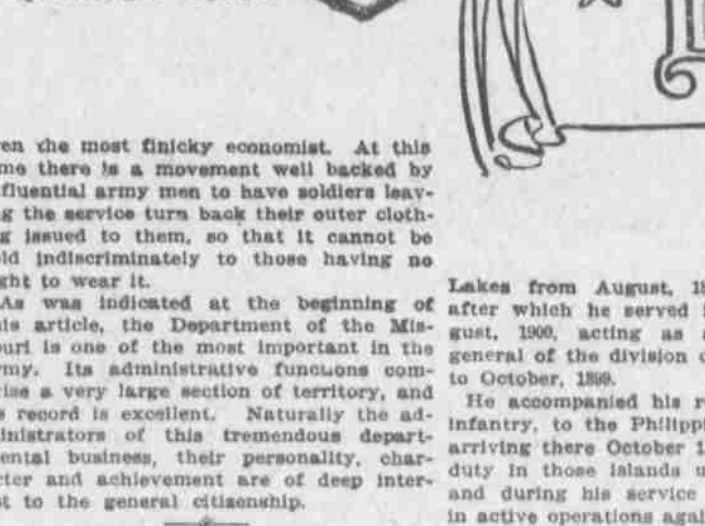 en the most finicky economist. At this
me there is a movement well backed by
fluential army men to have soldiers leav-
g the service turn back their outer cloth-
g issued to them, so that it cannot be
ld indiscriminately to those having no
ght to wear it.
As was indicated at the beginning of
is article, the Department of the Mis-
ouri is one of the most important in the
rmy. Its administrative functions com-
rise a very large section of territory, and
s record is excellent. Naturally the ad-
inistrators of this tremendous depart-
ental business, their personality, char-
cter and achievement are of deep inter-
st to the general citizenship.
Lakes from August, 18
after which he served i
gust, 1900, acting as a
general of the division o
to October, 1899.
He accompanied his r
infantry, to the Philippi
arriving there October 1
duty in those islands u
and during his service
in active operations agai